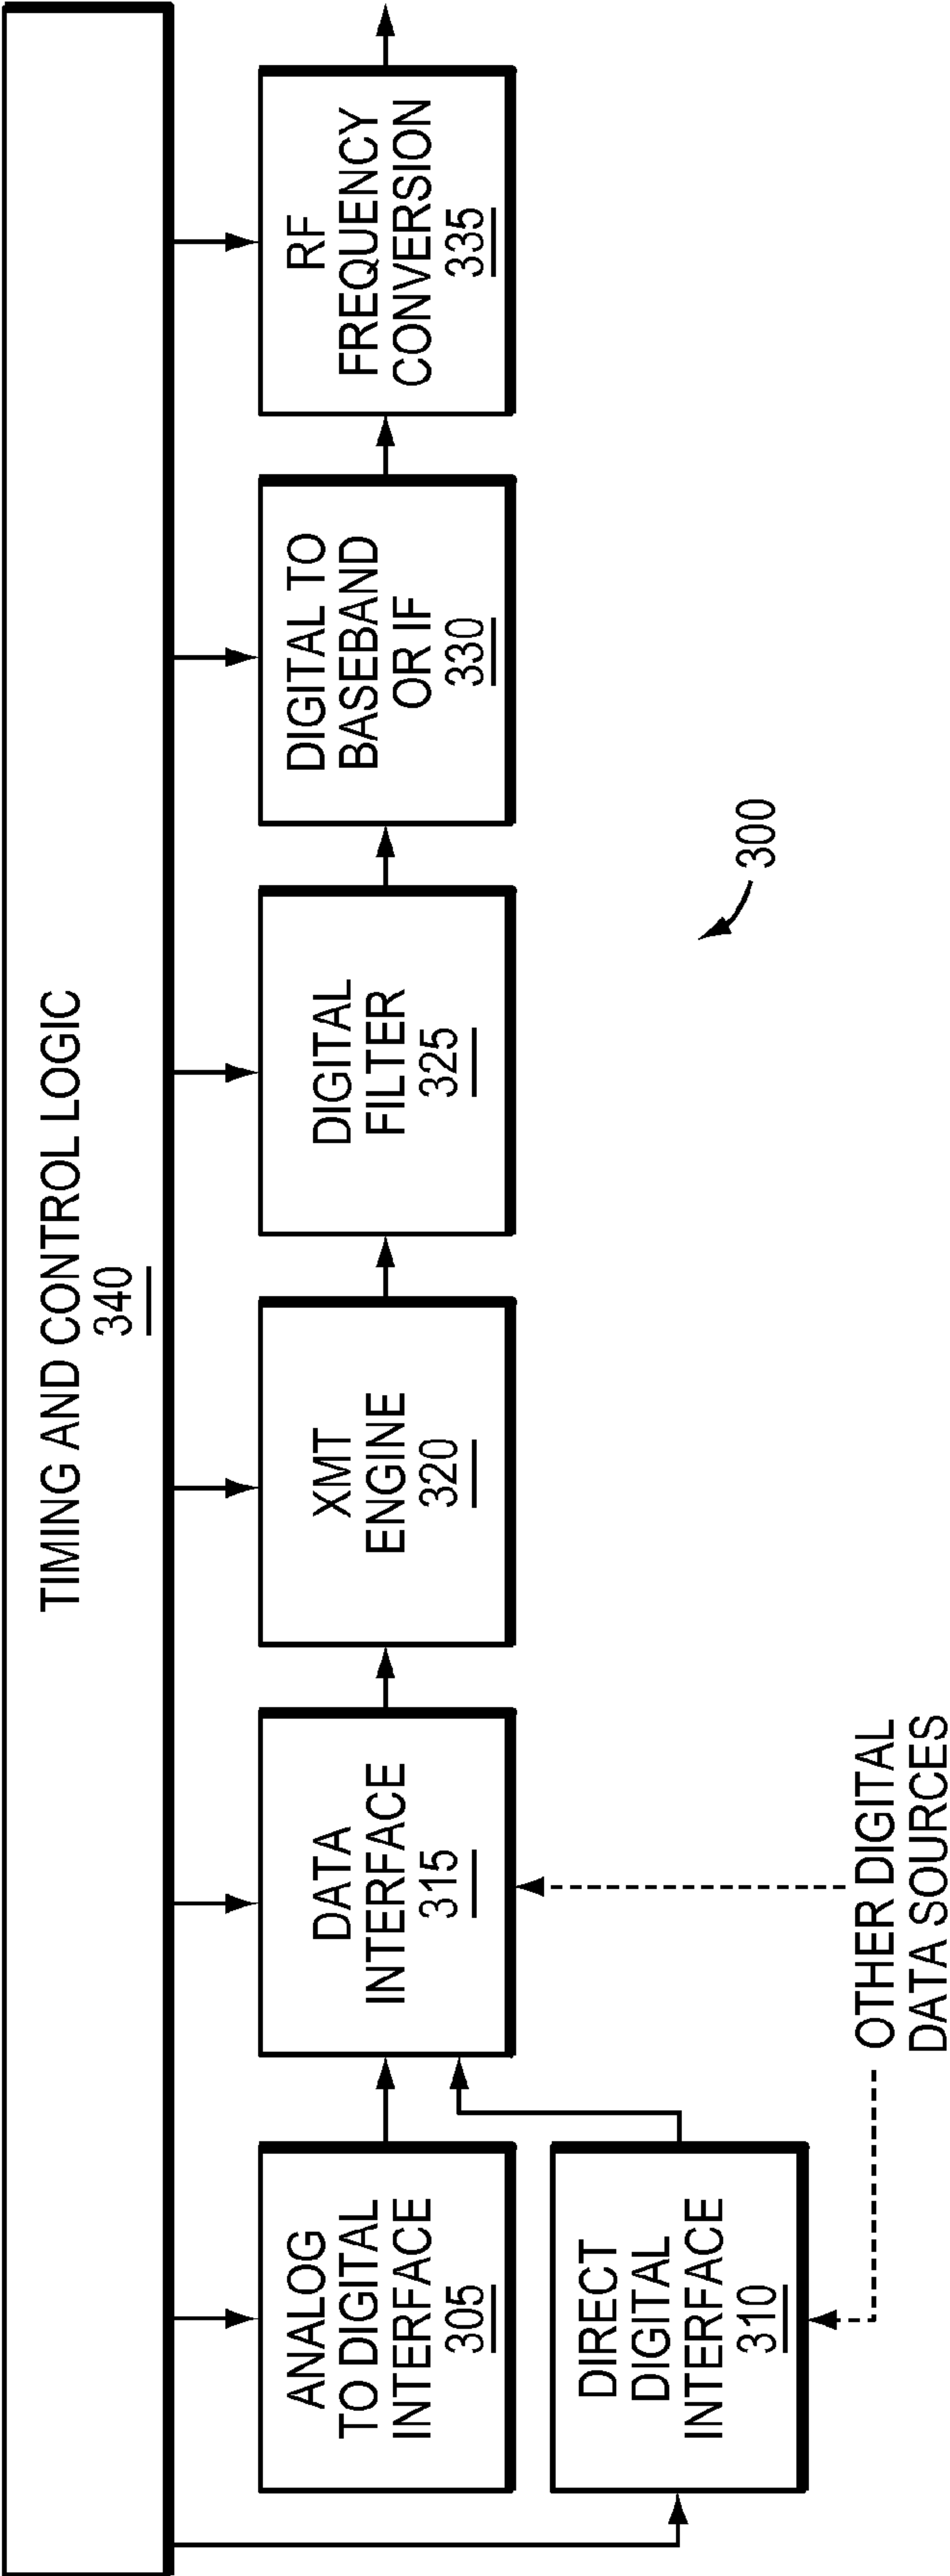 TIMING AND CONTROL LOGIC
340
ANALOG
TO DIGITAL
INTERFACE
305
DIRECT
DIGITAL
INTERFACE
310
DATA
INTERFACE
315
XMT
ENGINE
320
DIGITAL
FILTER
325
DIGITAL TO
BASEBAND
OR IF
330
RF
FREQUENCY
CONVERSION
335
OTHER DIGITAL
DATA SOURCES
300